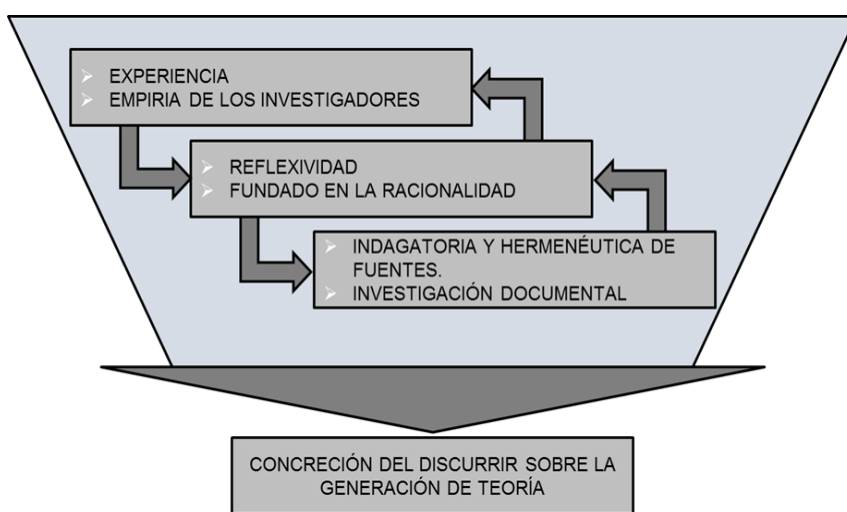 EXPERIENCIA
EMPIRIA DE LOS INVESTIGADORES
REFLEXIVIDAD
FUNDADO EN LA RACIONALIDAD
INDAGATORIA Y HERMENÉUTICA DE
FUENTES.
INVESTIGACIÓN DOCUMENTAL
CONCRECIÓN DEL DISCURRIR SOBRE LA
GENERACIÓN DE TEORÍA